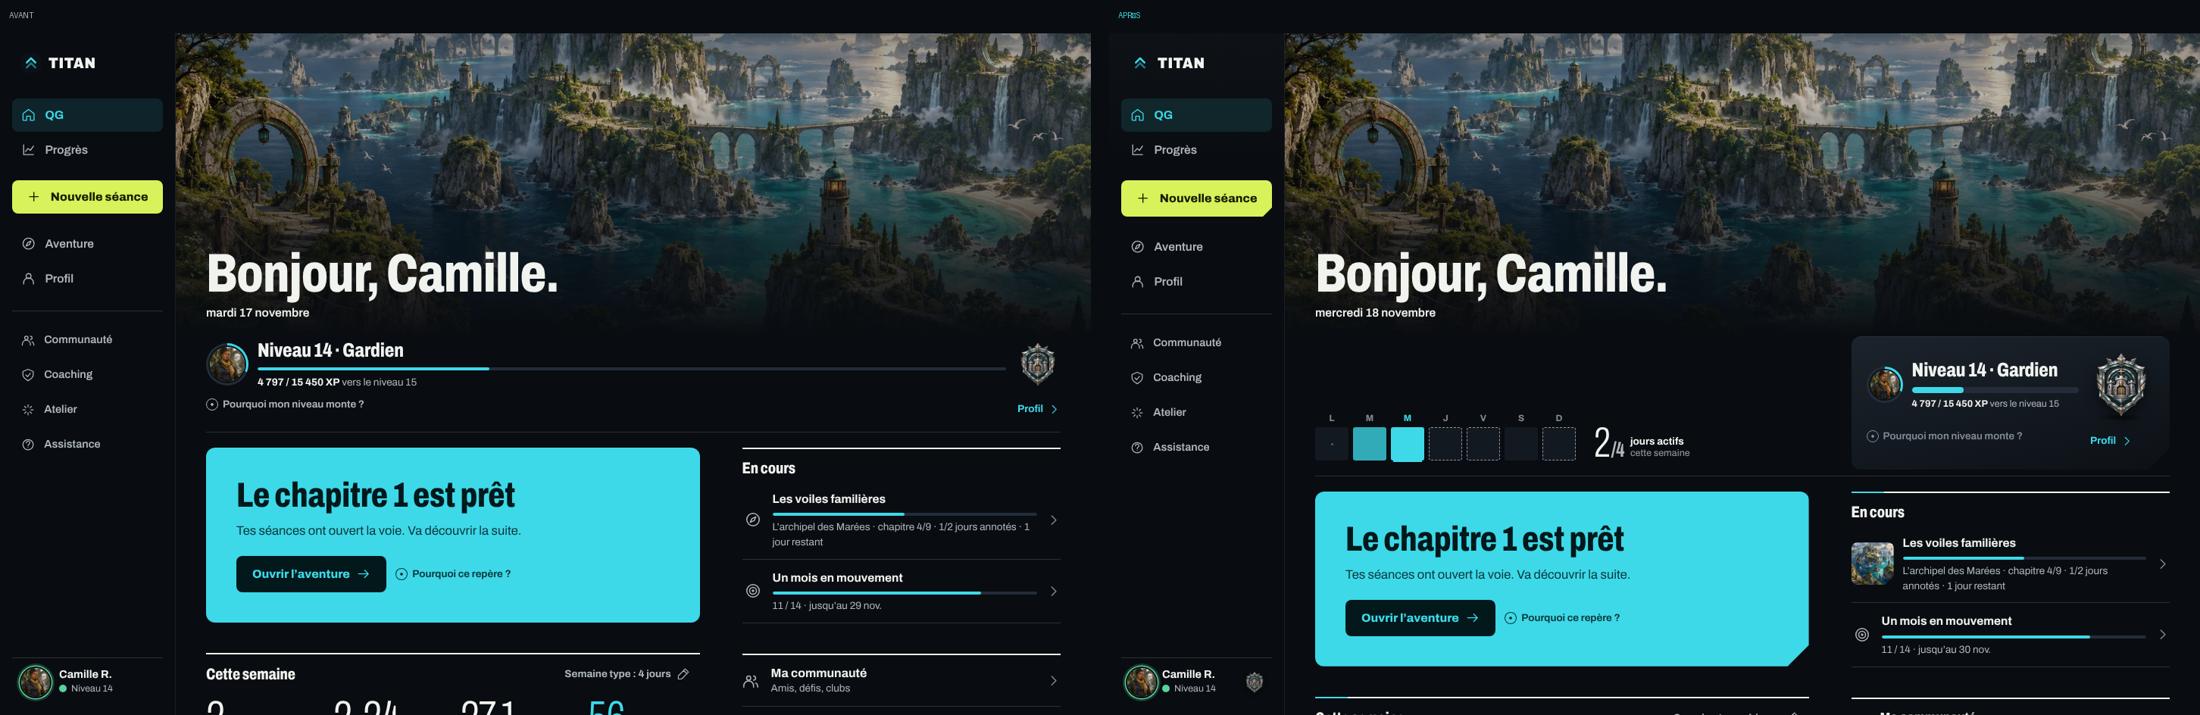 AVANT
TITAN
QG
Progrès
Nouvelle séance
Aventure
Profil
Communauté
Coaching
Atelier
Assistance
Camille R.
Niveau 14
Bonjour, Camille.
mardi 17 novembre
Niveau 14 · Gardien
4 797 / 15 450 XP vers le niveau 15
Pourquoi mon niveau monte ?
Profil
Le chapitre 1 est prêt
Tes séances ont ouvert la voie. Va découvrir la suite.
Ouvrir l'aventure
Pourquoi ce repère ?
En cours
Les voiles familières
L'archipel des Marées · chapitre 4/9 · 1/2 jours annotés · 1
jour restant
Un mois en mouvement
11 / 14 · jusqu'au 29 nov.
Cette semaine
Semaine type : 4 jours
Ma communauté
Amis, défis, clubs
TITAN
QG
Progrès
Nouvelle séance
Aventure
Profil
Communauté
Coaching
Atelier
Assistance
Camille R.
Niveau 14
Bonjour, Camille.
mercredi 18 novembre
L M M J V S D
2/4 jours actifs
cette semaine
Niveau 14 · Gardien
4 797 / 15 450 XP vers le niveau 15
Pourquoi mon niveau monte ?
Profil
Le chapitre 1 est prêt
Tes séances ont ouvert la voie. Va découvrir la suite.
Ouvrir l'aventure
Pourquoi ce repère ?
En cours
Les voiles familières
L'archipel des Marées · chapitre 4/9 · 1/2 jours
annotés · 1 jour restant
Un mois en mouvement
11 / 14 · jusqu'au 30 nov.